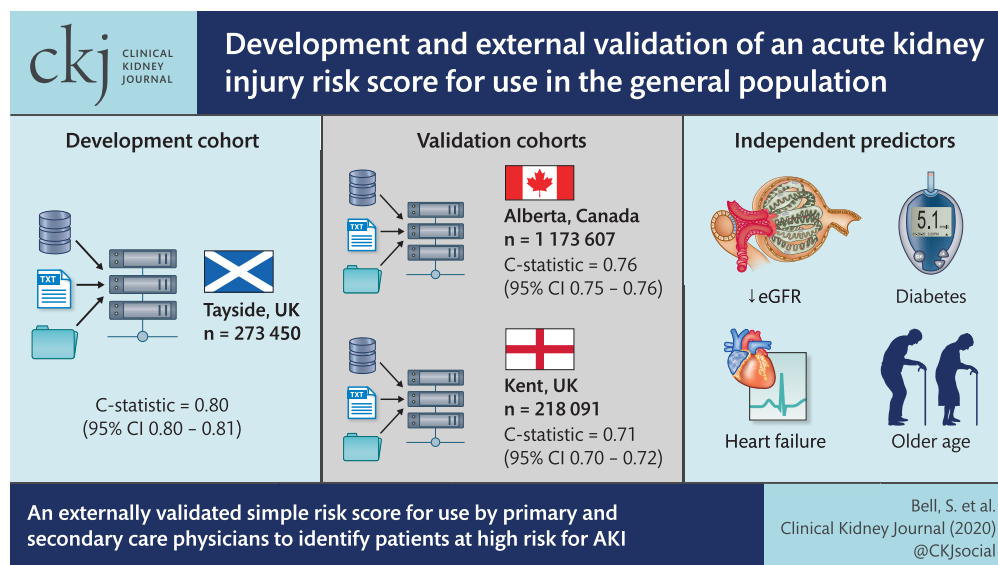 ckj
CLINICAL
KIDNEY
JOURNAL
Development and external validation of an acute kidney
injury risk score for use in the general population
Development cohort
TXT
Tayside, UK
n = 273 450
C-statistic = 0.80
(95% CI 0.80 – 0.81)
Validation cohorts
TXT
Alberta, Canada
n = 1 173 607
C-statistic = 0.76
(95% CI 0.75 – 0.76)
TXT
Kent, UK
n = 218 091
C-statistic = 0.71
(95% CI 0.70 – 0.72)
Independent predictors
5.1
↓eGFR
Diabetes
Heart failure
Older age
An externally validated simple risk score for use by primary and
secondary care physicians to identify patients at high risk for AKI
Bell, S. et al.
Clinical Kidney Journal (2020)
@CKJsocial